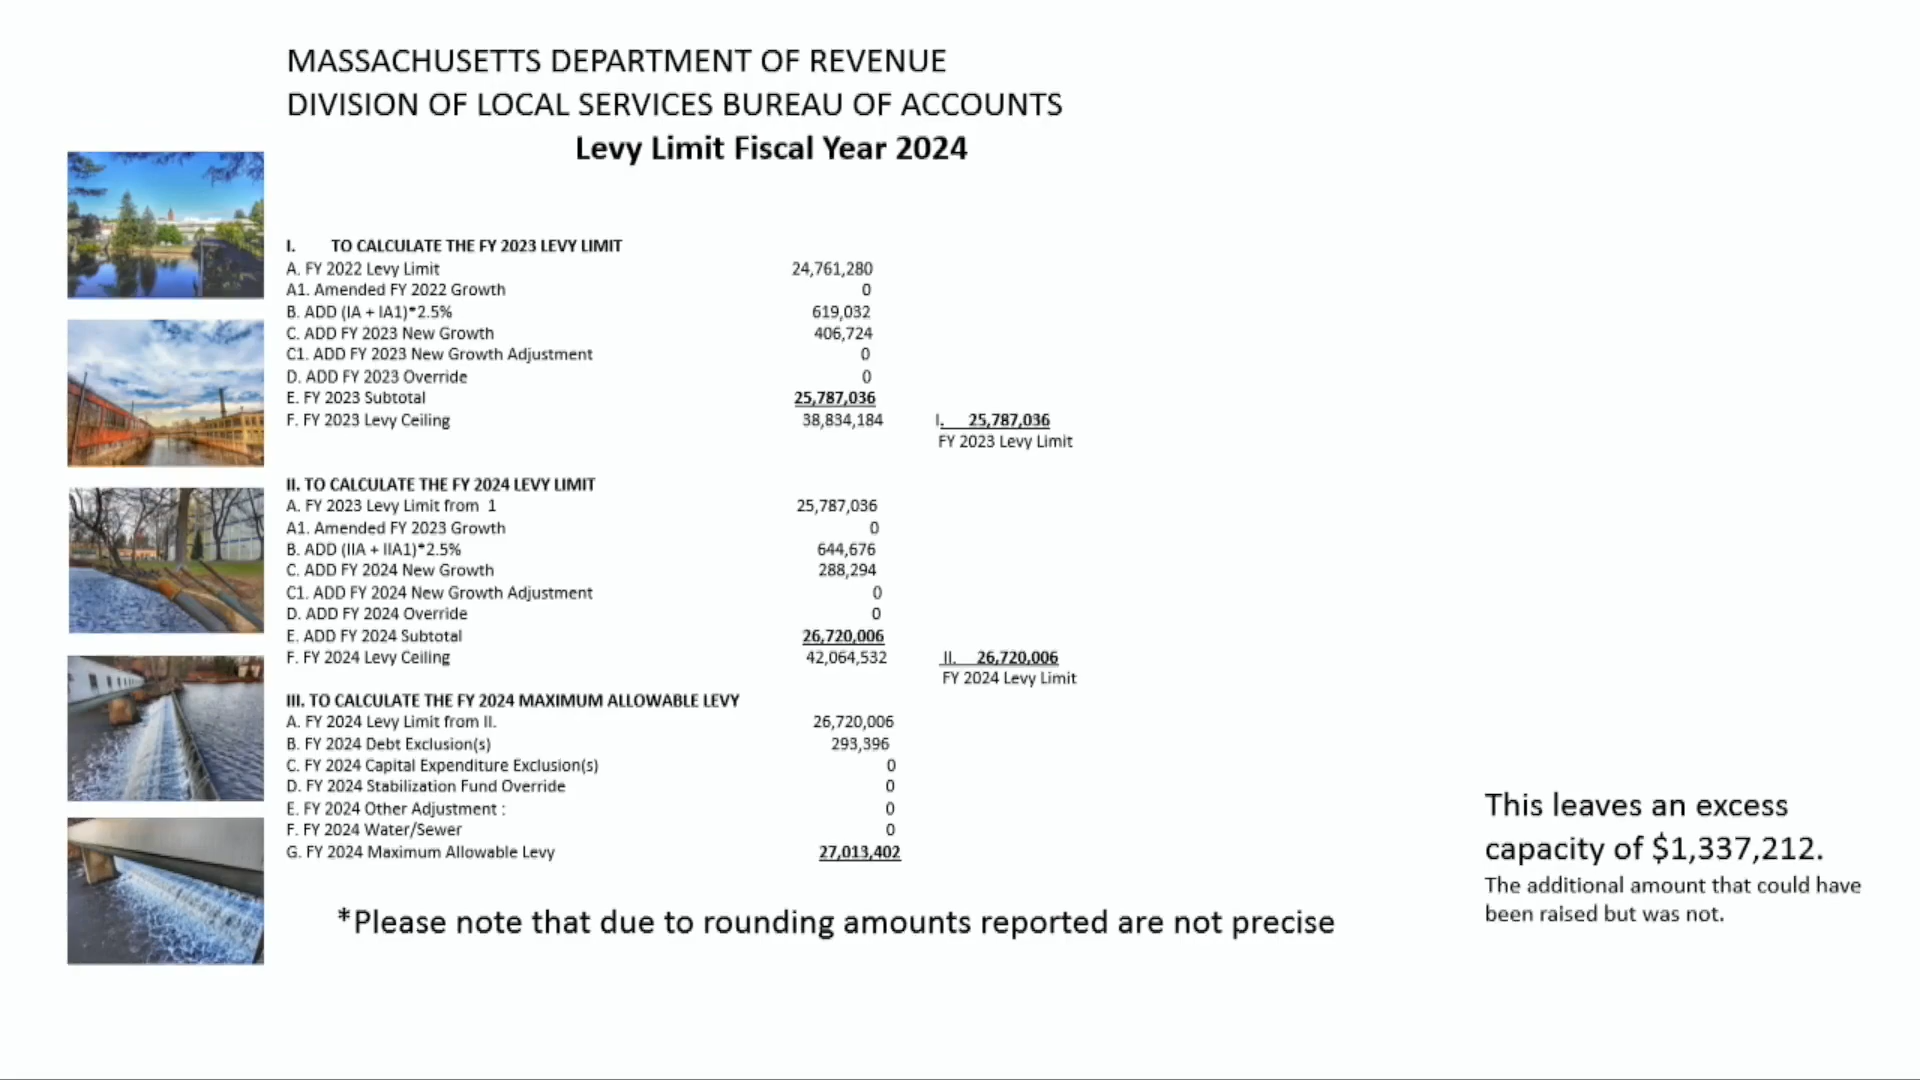 MASSACHUSETTS DEPARTMENT OF REVENUE
DIVISION OF LOCAL SERVICES BUREAU OF ACCOUNTS
Levy Limit Fiscal Year 2024
I. TO CALCULATE THE FY 2023 LEVY LIMIT
A. FY 2022 Levy Limit 24,761,280
A1. Amended FY 2022 Growth 0
B. ADD (IA + IA1)*2.5% 619,032
C. ADD FY 2023 New Growth 406,724
C1. ADD FY 2023 New Growth Adjustment 0
D. ADD FY 2023 Override 0
E. FY 2023 Subtotal 25,787,036
F. FY 2023 Levy Ceiling 38,834,184 I. 25,787,036
FY 2023 Levy Limit
II. TO CALCULATE THE FY 2024 LEVY LIMIT
A. FY 2023 Levy Limit from 1 25,787,036
A1. Amended FY 2023 Growth 0
B. ADD (IIA + IIA1)*2.5% 644,676
C. ADD FY 2024 New Growth 288,294
C1. ADD FY 2024 New Growth Adjustment 0
D. ADD FY 2024 Override 0
E. ADD FY 2024 Subtotal 26,720,006
F. FY 2024 Levy Ceiling 42,064,532 II. 26,720,006
FY 2024 Levy Limit
III. TO CALCULATE THE FY 2024 MAXIMUM ALLOWABLE LEVY
A. FY 2024 Levy Limit from II. 26,720,006
B. FY 2024 Debt Exclusion(s) 293,396
C. FY 2024 Capital Expenditure Exclusion(s) 0
D. FY 2024 Stabilization Fund Override 0
E. FY 2024 Other Adjustment : 0
F. FY 2024 Water/Sewer 0
G. FY 2024 Maximum Allowable Levy 27,013,402
*Please note that due to rounding amounts reported are not precise
This leaves an excess
capacity of $1,337,212.
The additional amount that could have
been raised but was not.